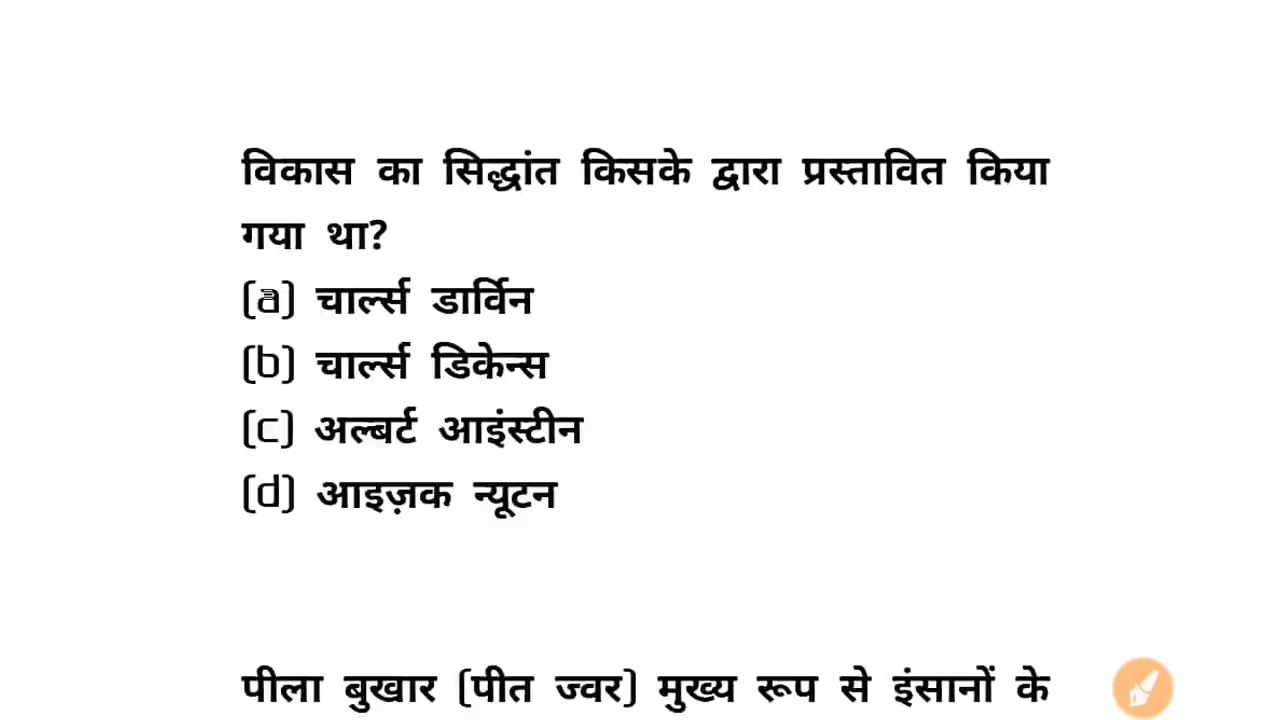 विकास का सिद्धांत किसके द्वारा प्रस्तावित किया
गया था?
(a) चार्ल्स डार्विन
(b) चार्ल्स डिकेन्स
(c) अल्बर्ट आइंस्टीन
(d) आइज़क न्यूटन
पीला बुखार (पीत ज्वर) मुख्य रूप से इंसानों के